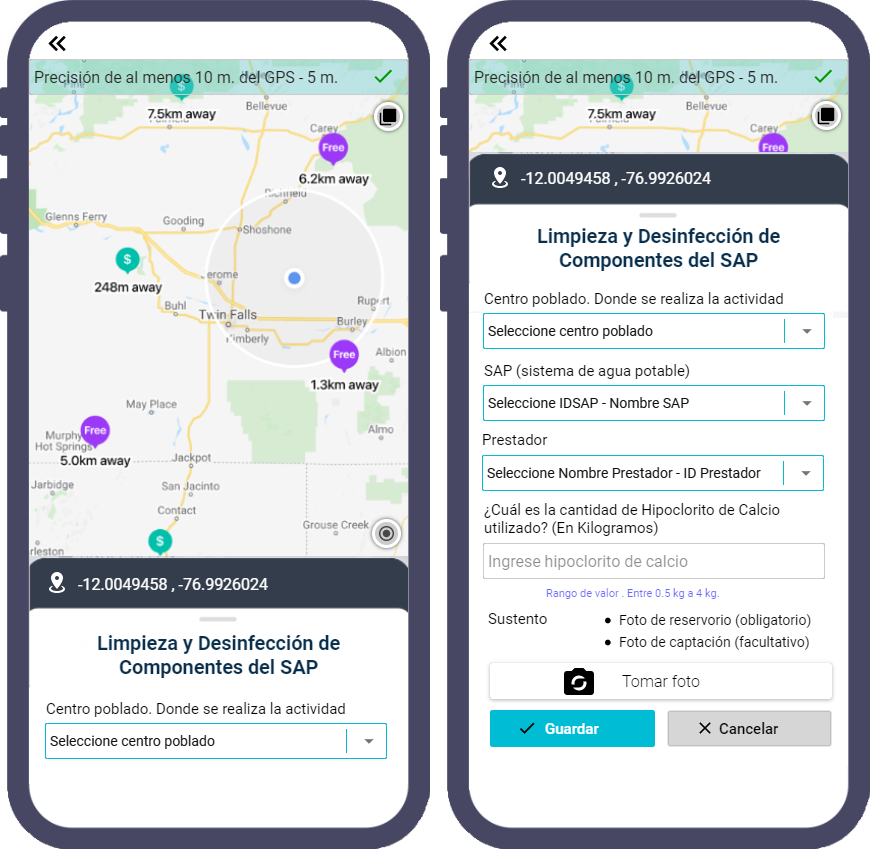 Precisión de al menos 10 m. del GPS - 5 m.
$
7.5km away
Bellevue
Carey
Free
6.2km away
Richfield
Glenns Ferry
Gooding
Shoshone
$
248m away
Jerome
Buhl
Twin Falls
Rupert
Burley
Kimberly
Free
Albion
1.3km away
May Place
Free
Almo
Murphy
Hot Springs
5.0km away
Jackpot
Jarbidge
San Jacinto
Contact
Grouse Creek
$
rleston
-12.0049458 , -76.9926024
Limpieza y Desinfección de
Componentes del SAP
Centro poblado. Donde se realiza la actividad
Seleccione centro poblado
Precisión de al menos 10 m. del GPS - 5 m.
$
7.5km away
Bellevue
Carey
Free
-12.0049458 , -76.9926024
Limpieza y Desinfección de
Componentes del SAP
Centro poblado. Donde se realiza la actividad
Seleccione centro poblado
SAP (sistema de agua potable)
Seleccione IDSAP - Nombre SAP
Prestador
Seleccione Nombre Prestador - ID Prestador
¿Cuál es la cantidad de Hipoclorito de Calcio
utilizado? (En Kilogramos)
Ingrese hipoclorito de calcio
Rango de valor . Entre 0.5 kg a 4 kg.
Sustento
• Foto de reservorio (obligatorio)
• Foto de captación (facultativo)
Tomar foto
Guardar
Cancelar